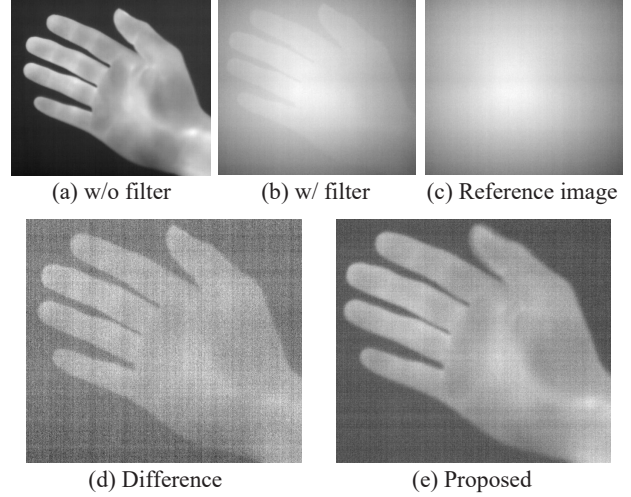 (a) w/o filter
(b) w/ filter
(c) Reference image
(d) Difference
(e) Proposed